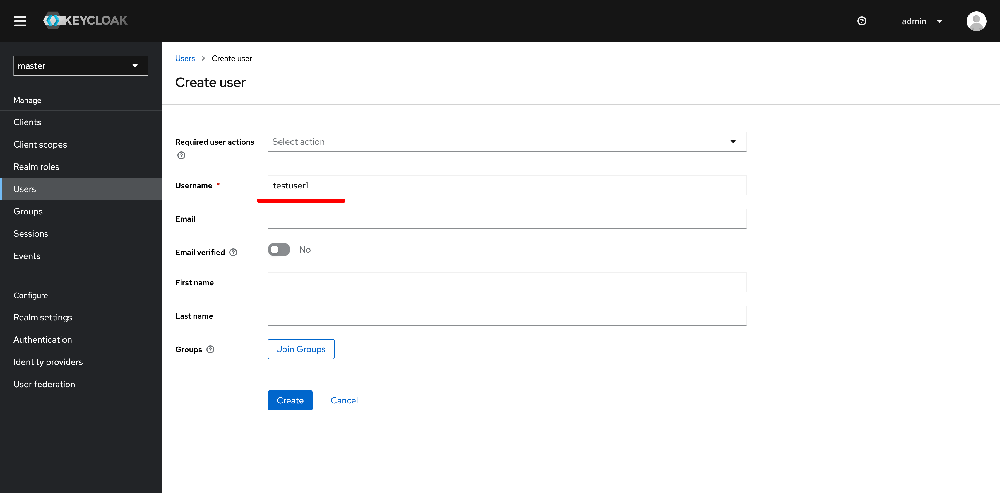 KEYCLOAK
admin
master
Manage
Clients
Client scopes
Realm roles
Users
Groups
Sessions
Events
Configure
Realm settings
Authentication
Identity providers
User federation
Users > Create user
Create user
Required user actions Select action
Username * testuser1
Email
Email verified No
First name
Last name
Groups Join Groups
Create Cancel